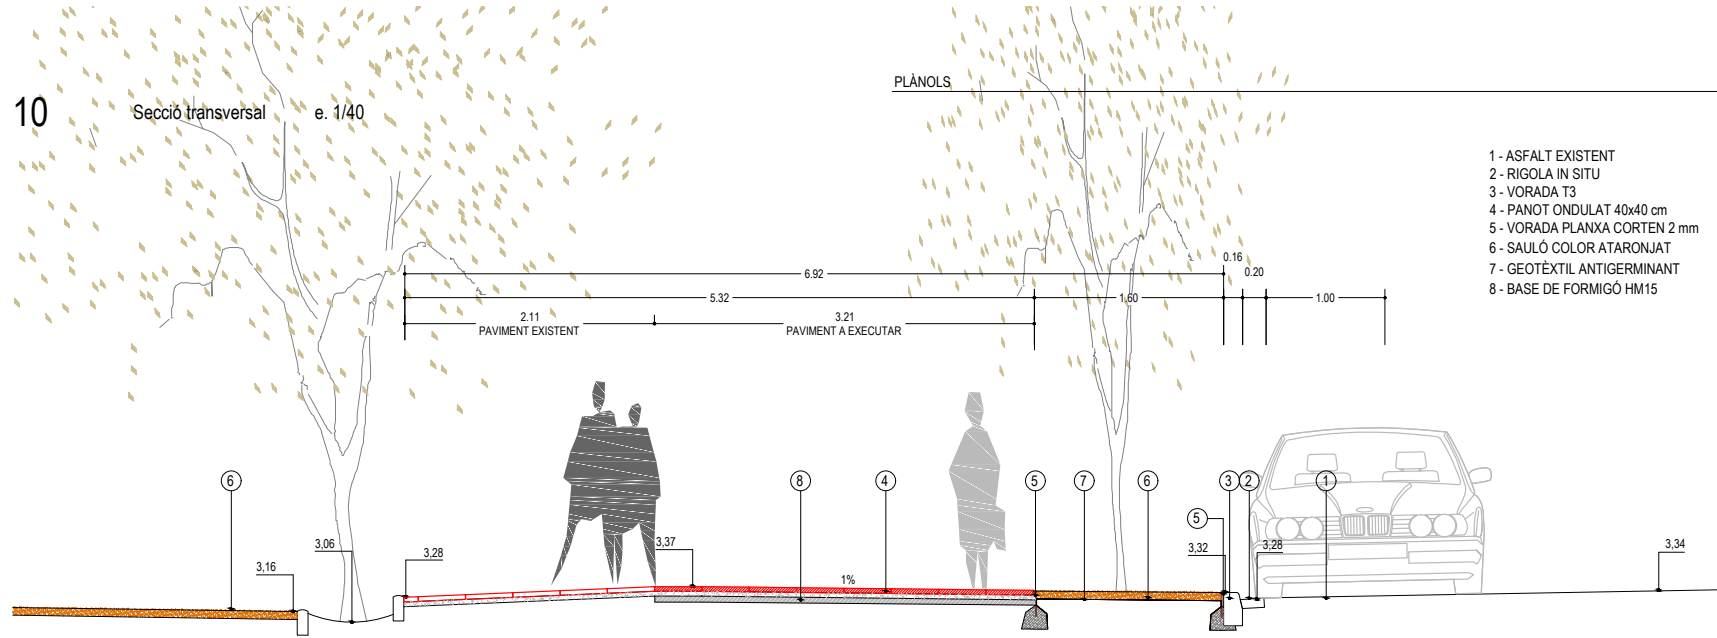 PLÀNOLS
10
Secció transversal e. 1/40
1 - ASFALT EXISTENT
2 - RIGOLA IN SITU
3 - VORADA T3
4 - PANOT ONDULAT 40x40 cm
5 - VORADA PLANXA CORTEN 2 mm
6 - SAULÓ COLOR ATARONJAT
7 - GEOTÈXTIL ANTIGERMINANT
8 - BASE DE FORMIGÓ HM15
0.16
6.92
0.20
5.32
1.60
1.00
2.11
PAVIMENT EXISTENT
3.21
PAVIMENT A EXECUTAR
6
8
4
5
7
6
3
2
1
5
3,06
3,16
3,28
3,37
1%
3,32
3,28
3,34